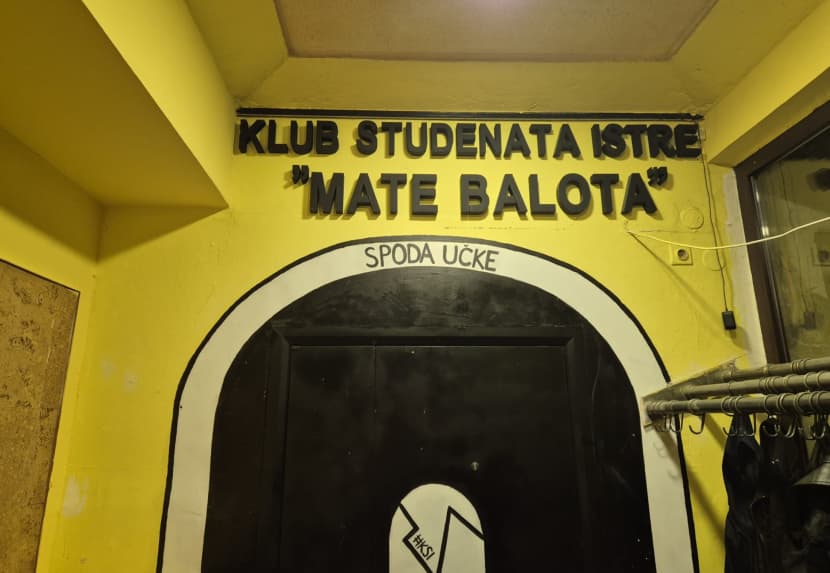 KLUB STUDENATA ISTRE
"MATE BALOTA"
SPODA UČKE
#KSI